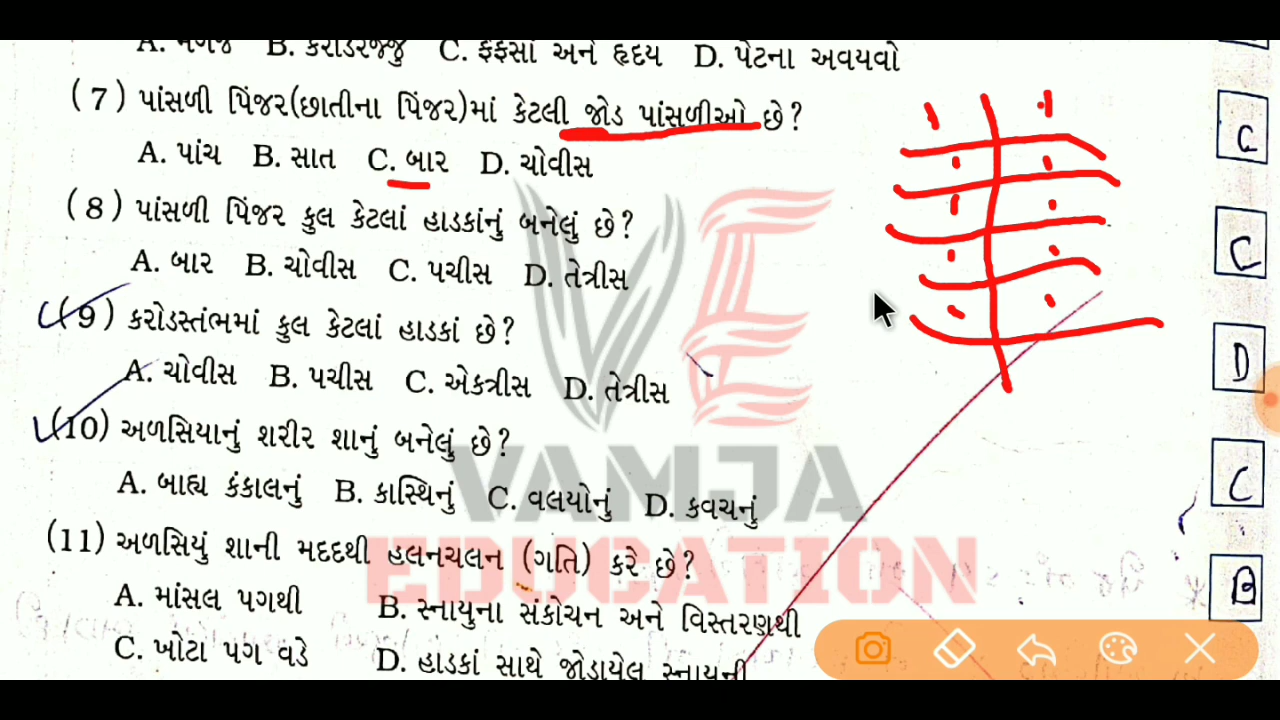 A. મગજ B. કરોડરજ્જુ C. ફેફસાં અને હૃદય D. પેટના અવયવો
(7) પાંસળી પિંજર(છાતીના પિંજર)માં કેટલી જોડ પાંસળીઓ છે?
A. પાંચ B. સાત C. બાર D. ચોવીસ
C
(8) પાંસળી પિંજર કુલ કેટલાં હાડકાંનું બનેલું છે?
A. બાર B. ચોવીસ C. પચીસ D. તેત્રીસ
C
(9) કરોડસ્તંભમાં કુલ કેટલાં હાડકાં છે?
A. ચોવીસ B. પચીસ C. એકત્રીસ D. તેત્રીસ
D
(10) અળસિયાનું શરીર શાનું બનેલું છે?
A. બાહ્ય કંકાલનું B. કાસ્થિનું C. વલયોનું D. કવચનું
C
(11) અળસિયું શાની મદદથી હલનચલન (ગતિ) કરે છે?
A. માંસલ પગથી B. સ્નાયુના સંકોચન અને વિસ્તરણથી
B
C. ખોટા પગ વડે D. હાડકાં સાથે જોડાયેલ સ્નાયુની
VE
VAMJA
EDUCATION